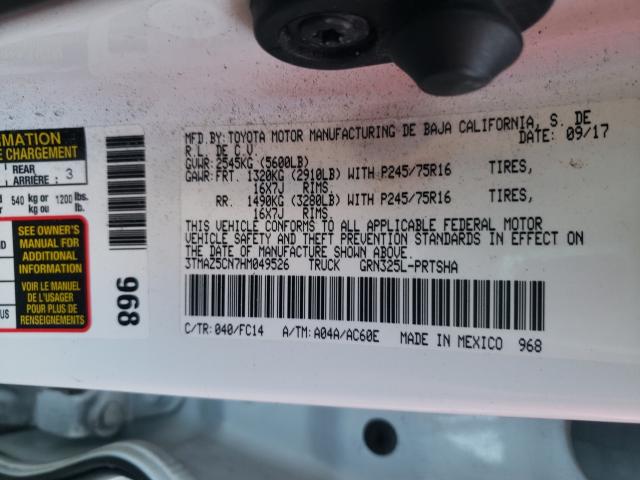 MFD.BY: TOYOTA MOTOR MANUFACTURING DE BAJA CALIFORNIA, S. DE
R.L. DE C.V. DATE: 09/17
GVWR: 2545KG (5600LB)
GAWR: FRT. 1320KG (2910LB) WITH P245/75R16 TIRES,
16X7J RIMS.
RR. 1490KG (3280LB) WITH P245/75R16 TIRES,
16X7J RIMS.
THIS VEHICLE CONFORMS TO ALL APPLICABLE FEDERAL MOTOR
VEHICLE SAFETY AND THEFT PREVENTION STANDARDS IN EFFECT ON
THE DATE OF MANUFACTURE SHOWN ABOVE.
3TMAZ5CN7HM049526 TRUCK GRN325L-PRTSHA
C/TR: 040/FC14 A/TM: A04A/AC60E MADE IN MEXICO 968
CHARGEMENT
REAR
ARRIÈRE: 3
540 kg or 1200 lbs.
kg ou lb.
SEE OWNER'S
MANUAL FOR
ADDITIONAL
INFORMATION
VOIR LE MANUEL
DE L'USAGER
POUR PLUS DE
RENSEIGNEMENTS
968